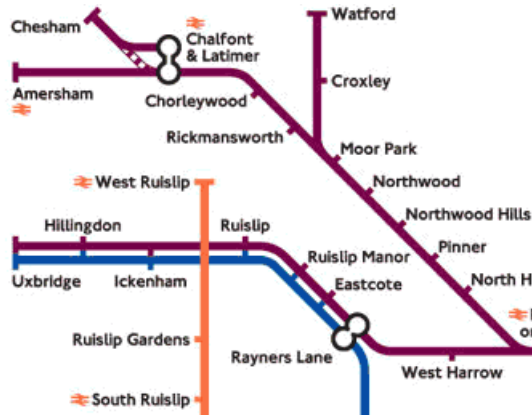 Chesham
Watford
Chalfont
& Latimer
Amersham
Croxley
Chorleywood
Rickmansworth
Moor Park
Northwood
West Ruislip
Northwood Hills
Hillingdon
Ruislip
Pinner
Ruislip Manor
Uxbridge
Ickenham
Eastcote
North H
Ruislip Gardens
Rayners Lane
West Harrow
South Ruislip